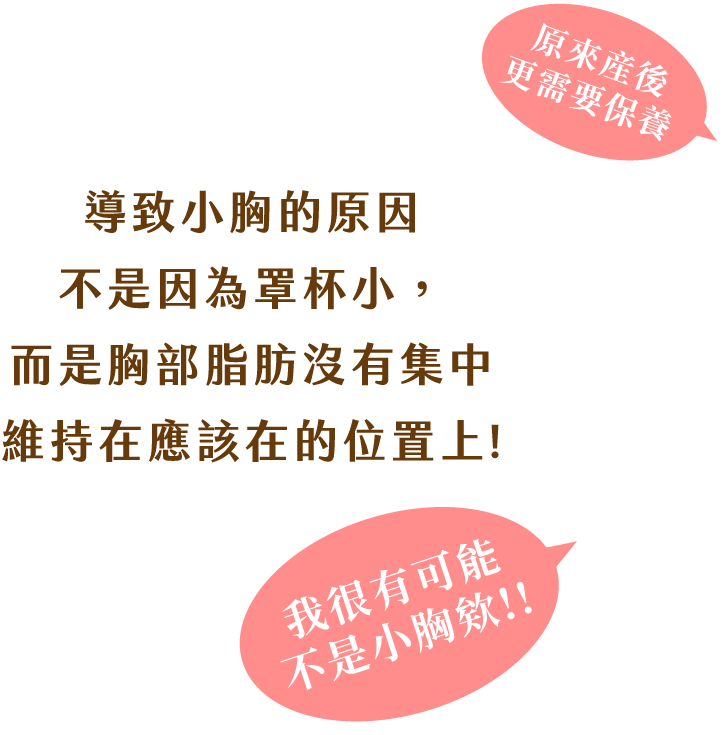 原來産後
更需要保養
導致小胸的原因
不是因為罩杯小，
而是胸部脂肪沒有集中
維持在應該在的位置上!
我很有可能
不是小胸欸!!